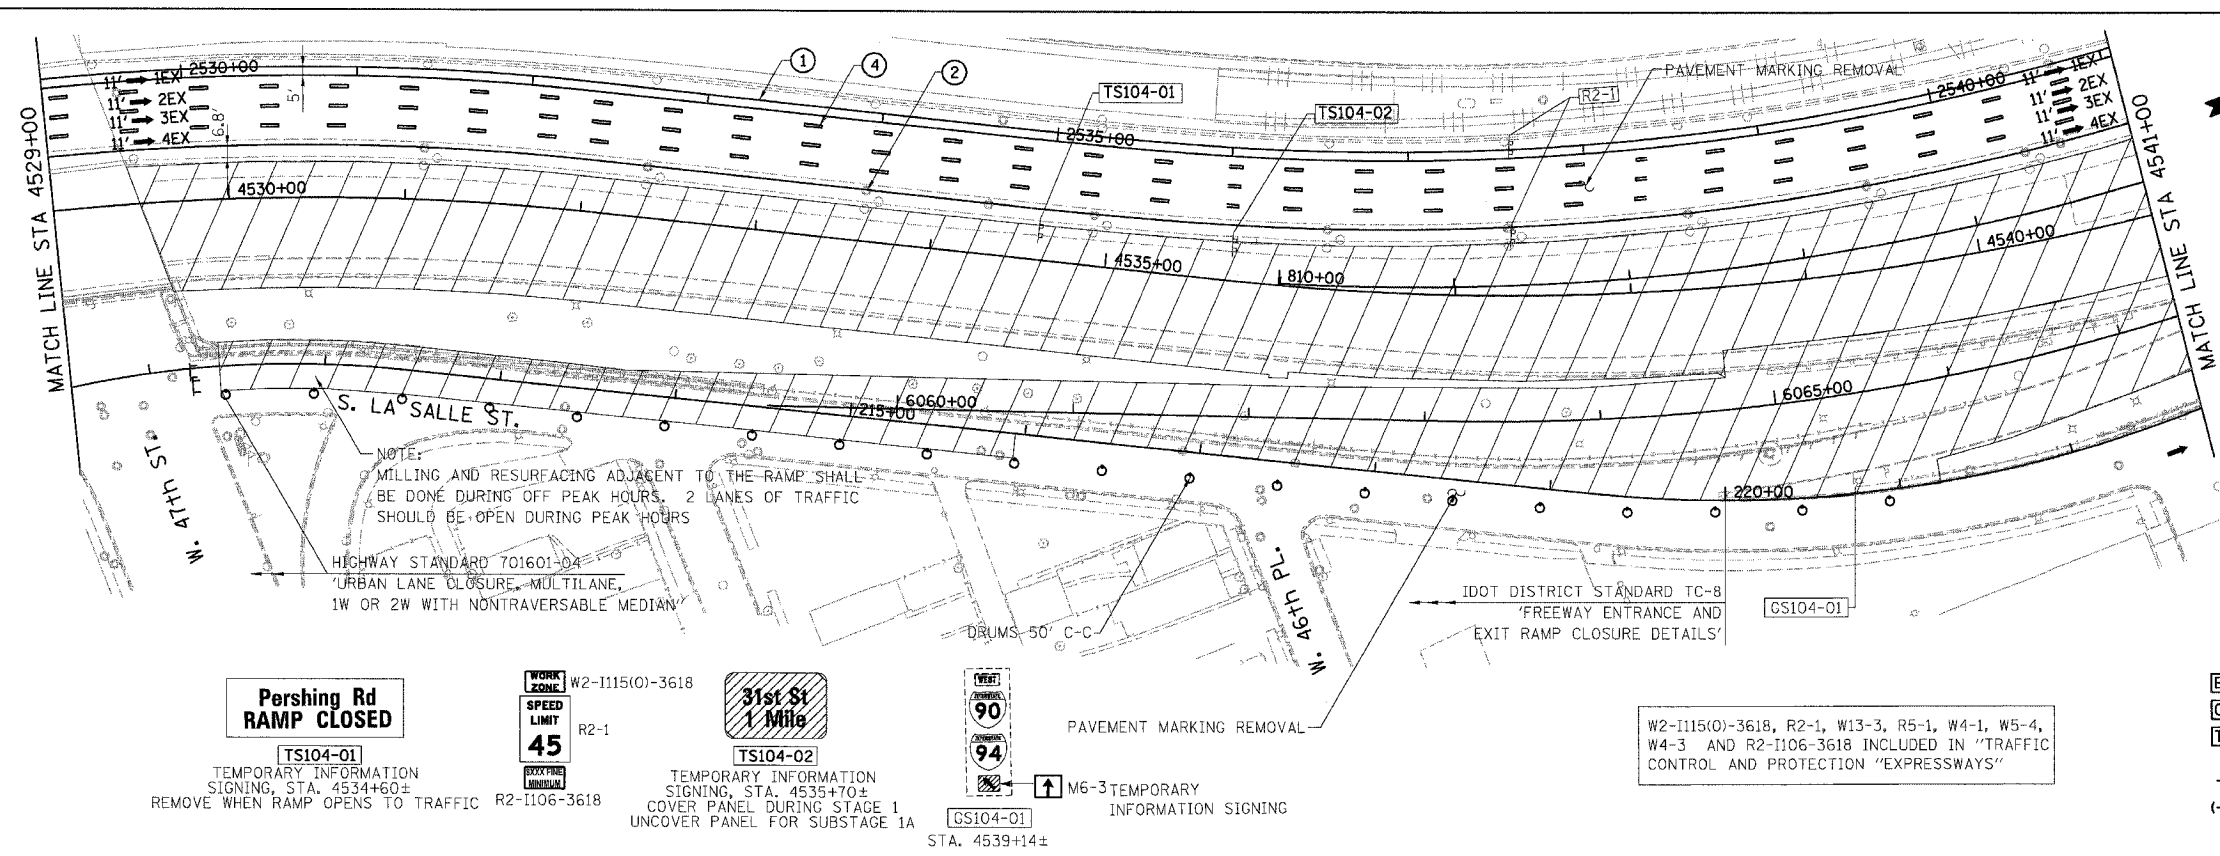 MATCH LINE STA 4529+00
11' 1EX
11' 2EX
11' 3EX
11' 4EX
2530+00
5'
6.8'
1
4
2
TS104-01
TS104-02
R2-1
PAVEMENT MARKING REMOVAL
2535+00
2540+00
11' 1EX
11' 2EX
11' 3EX
11' 4EX
MATCH LINE STA 4541+00
4530+00
4535+00
810+00
4540+00
S. LA SALLE ST.
215+00
6060+00
6065+00
220+00
W. 47th ST.
W. 46th PL.
NOTE:
MILLING AND RESURFACING ADJACENT TO THE RAMP SHALL
BE DONE DURING OFF PEAK HOURS. 2 LANES OF TRAFFIC
SHOULD BE OPEN DURING PEAK HOURS
HIGHWAY STANDARD 701601-04
'URBAN LANE CLOSURE, MULTILANE,
1W OR 2W WITH NONTRAVERSABLE MEDIAN'
DRUMS 50' C-C
IDOT DISTRICT STANDARD TC-8
'FREEWAY ENTRANCE AND
EXIT RAMP CLOSURE DETAILS'
GS104-01
Pershing Rd
RAMP CLOSED
TS104-01
TEMPORARY INFORMATION
SIGNING, STA. 4534+60±
REMOVE WHEN RAMP OPENS TO TRAFFIC
WORK
ZONE
W2-I115(O)-3618
SPEED
LIMIT
45
R2-1
$XXX FINE
MINIMUM
R2-I106-3618
31st St
1 Mile
TS104-02
TEMPORARY INFORMATION
SIGNING, STA. 4535+70±
COVER PANEL DURING STAGE 1
UNCOVER PANEL FOR SUBSTAGE 1A
WEST
INTERSTATE
90
INTERSTATE
94
M6-3 TEMPORARY
INFORMATION SIGNING
GS104-01
STA. 4539+14±
PAVEMENT MARKING REMOVAL
W2-I115(O)-3618, R2-1, W13-3, R5-1, W4-1, W5-4,
W4-3 AND R2-I106-3618 INCLUDED IN "TRAFFIC
CONTROL AND PROTECTION "EXPRESSWAYS"